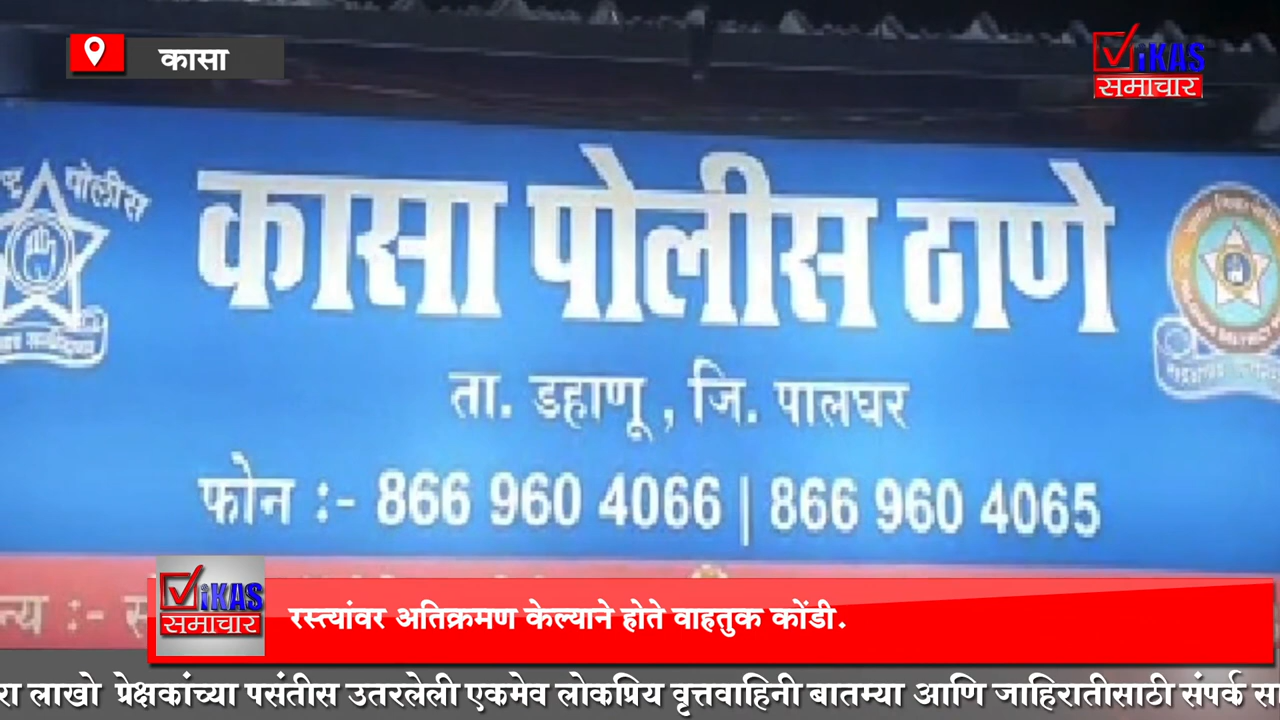 कासा
ViKAS
समाचार
पोलीस
कासा पोलीस ठाणे
ता. डहाणू , जि. पालघर
फोन :- 866 960 4066 | 866 960 4065
ViKAS
समाचार
रस्त्यांवर अतिक्रमण केल्याने होते वाहतुक कोंडी.
लाखो प्रेक्षकांच्या पसंतीस उतरलेली एकमेव लोकप्रिय वृत्तवाहिनी बातम्या आणि जाहिरातीसाठी संपर्क